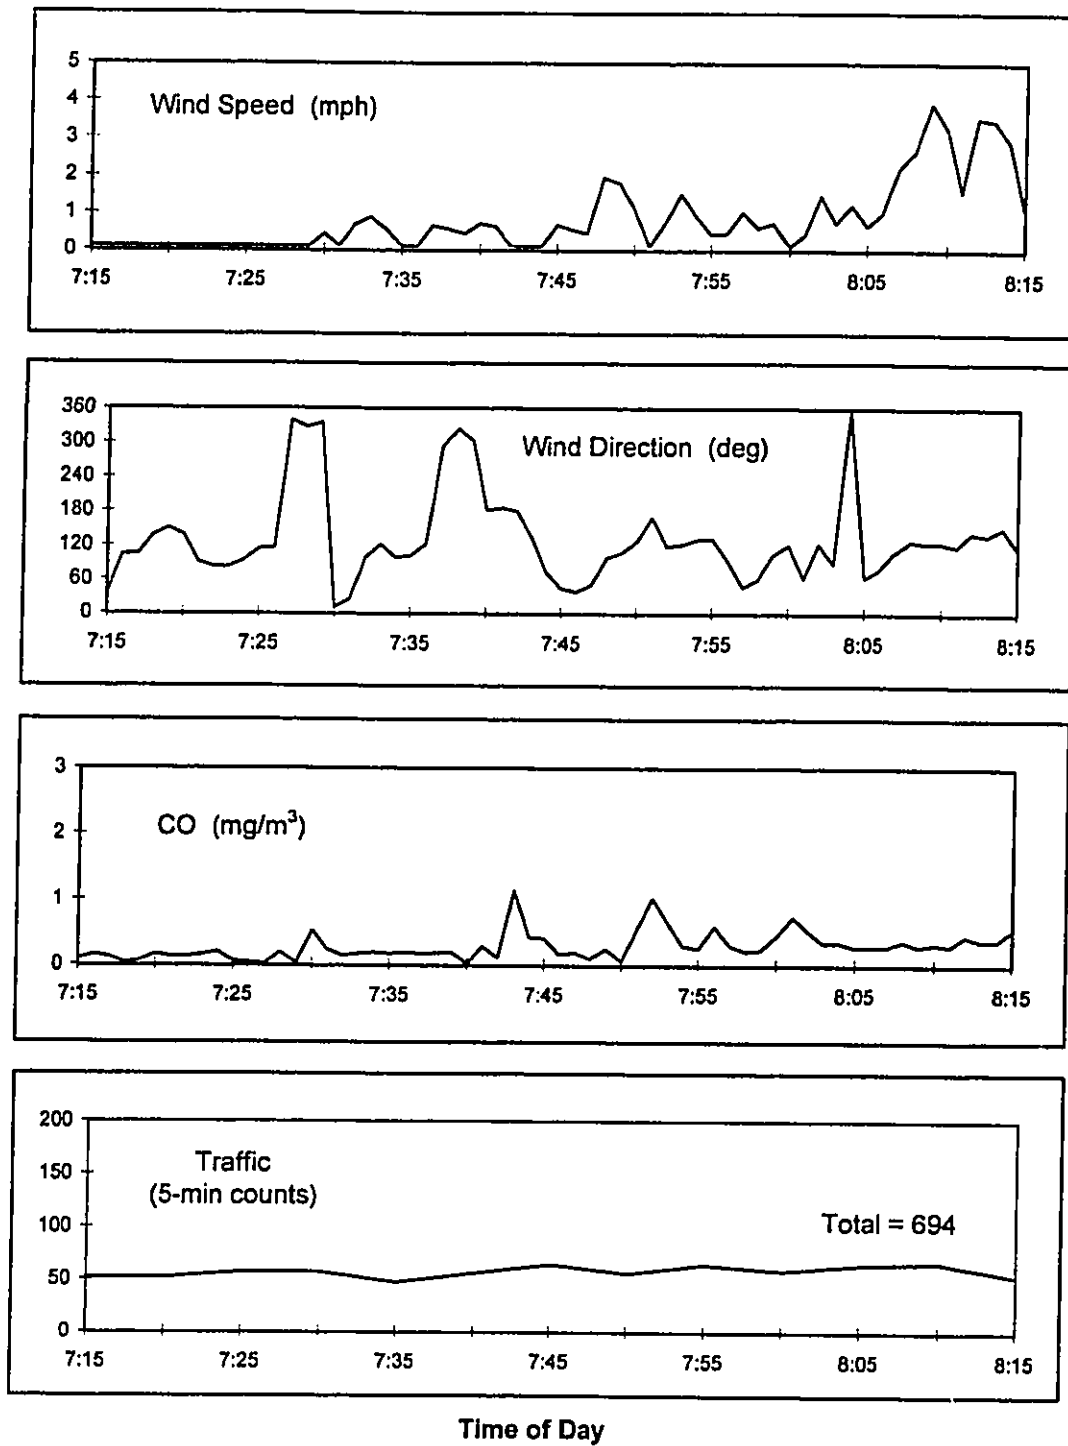 5
4
Wind Speed (mph)
3
2
1
0
7:15 7:25 7:35 7:45 7:55 8:05 8:15
360
300
Wind Direction (deg)
240
180
120
60
0
7:15 7:25 7:35 7:45 7:55 8:05 8:15
3
CO (mg/m³)
2
1
0
7:15 7:25 7:35 7:45 7:55 8:05 8:15
200
Traffic
150
(5-min counts)
100
Total = 694
50
0
7:15 7:25 7:35 7:45 7:55 8:05 8:15
Time of Day